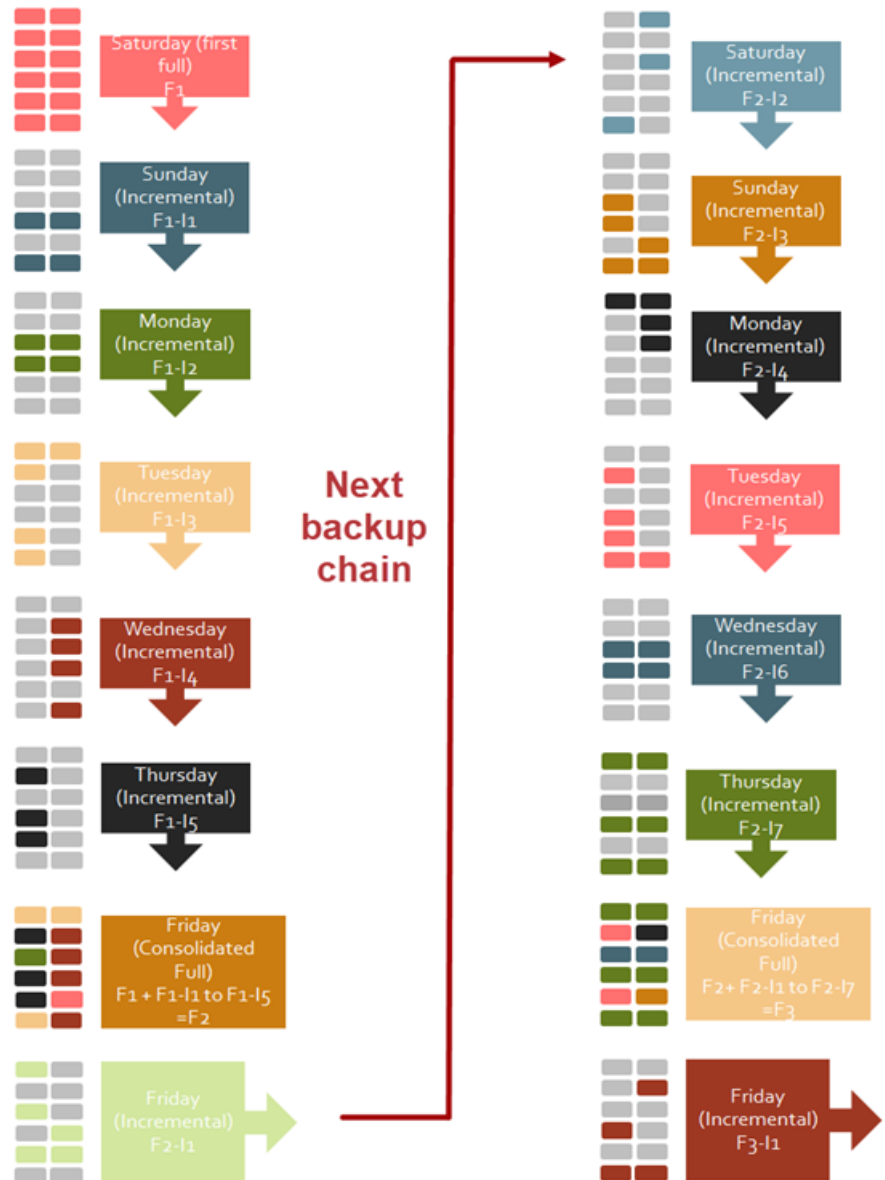 Saturday (first
full)
F1
Sunday
(Incremental)
F1-I1
Monday
(Incremental)
F1-I2
Tuesday
(Incremental)
F1-I3
Wednesday
(Incremental)
F1-I4
Thursday
(Incremental)
F1-I5
Friday
(Consolidated
Full)
F1 + F1-I1 to F1-I5
=F2
Friday
(Incremental)
F2-I1
Next
backup
chain
Saturday
(Incremental)
F2-I2
Sunday
(Incremental)
F2-I3
Monday
(Incremental)
F2-I4
Tuesday
(Incremental)
F2-I5
Wednesday
(Incremental)
F2-I6
Thursday
(Incremental)
F2-I7
Friday
(Consolidated
Full)
F2+ F2-I1 to F2-I7
=F3
Friday
(Incremental)
F3-I1